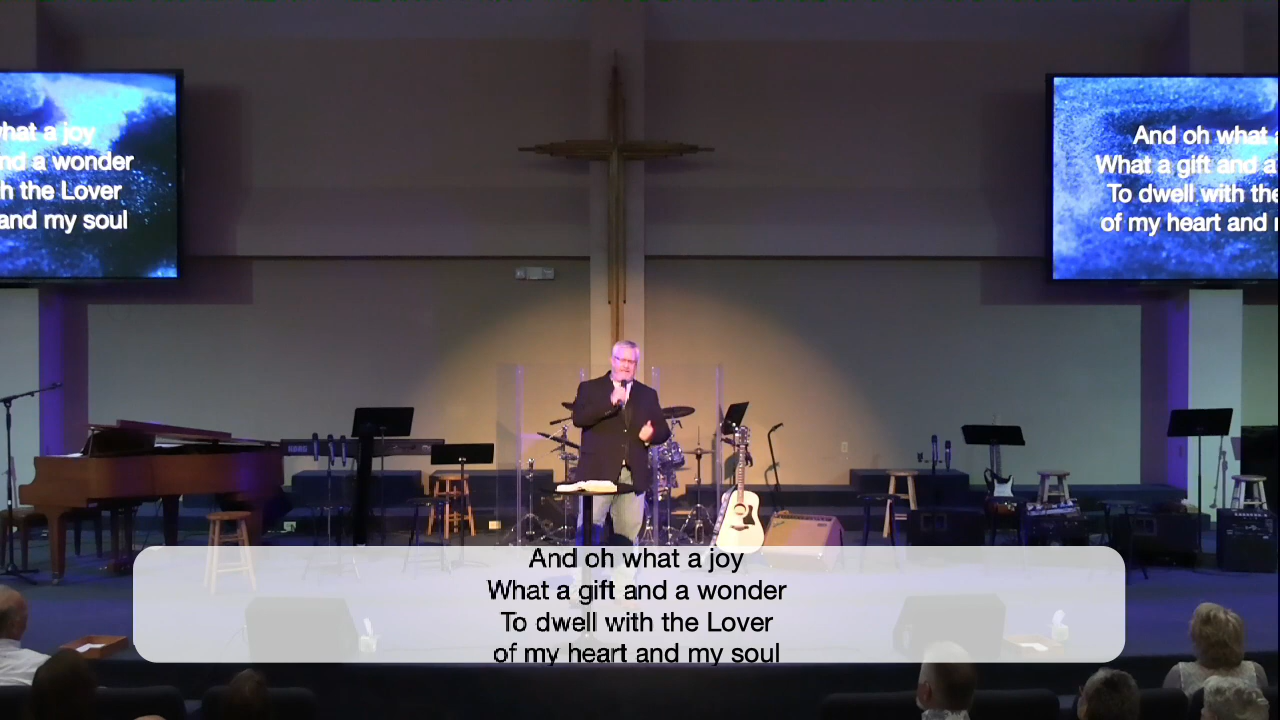 what a joy
nd a wonder
h the Lover
and my soul
And oh what a
What a gift and a
To dwell with the
of my heart and
KORG
And oh what a joy
What a gift and a wonder
To dwell with the Lover
of my heart and my soul